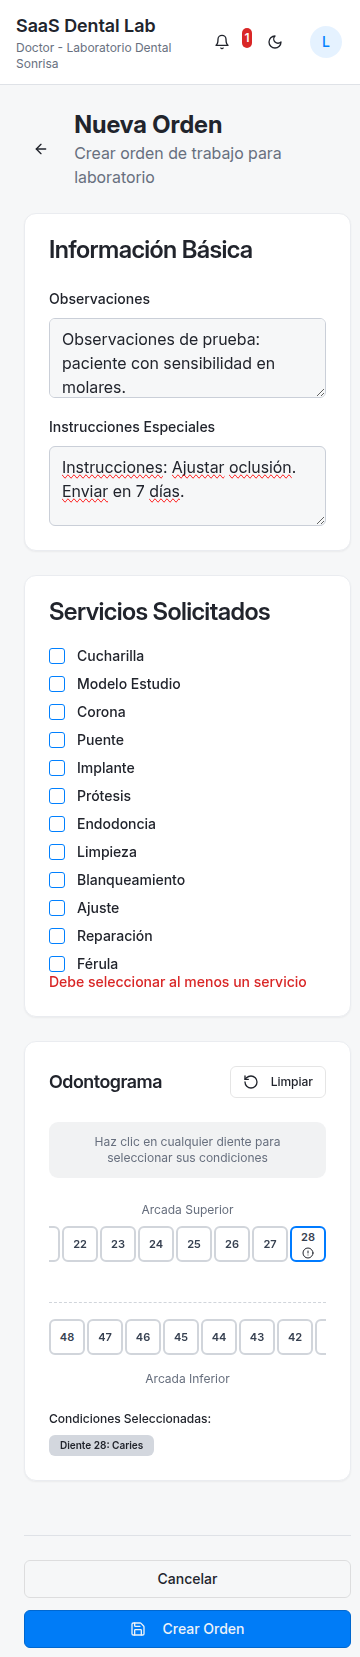 SaaS Dental Lab
Doctor - Laboratorio Dental
Sonrisa
1
L
Nueva Orden
Crear orden de trabajo para
laboratorio
Información Básica
Observaciones
Observaciones de prueba:
paciente con sensibilidad en
molares.
Instrucciones Especiales
Instrucciones: Ajustar oclusión.
Enviar en 7 días.
Servicios Solicitados
Cucharilla
Modelo Estudio
Corona
Puente
Implante
Prótesis
Endodoncia
Limpieza
Blanqueamiento
Ajuste
Reparación
Férula
Debe seleccionar al menos un servicio
Odontograma
Limpiar
Haz clic en cualquier diente para
seleccionar sus condiciones
Arcada Superior
22 23 24 25 26 27 28
48 47 46 45 44 43 42
Arcada Inferior
Condiciones Seleccionadas:
Diente 28: Caries
Cancelar
Crear Orden